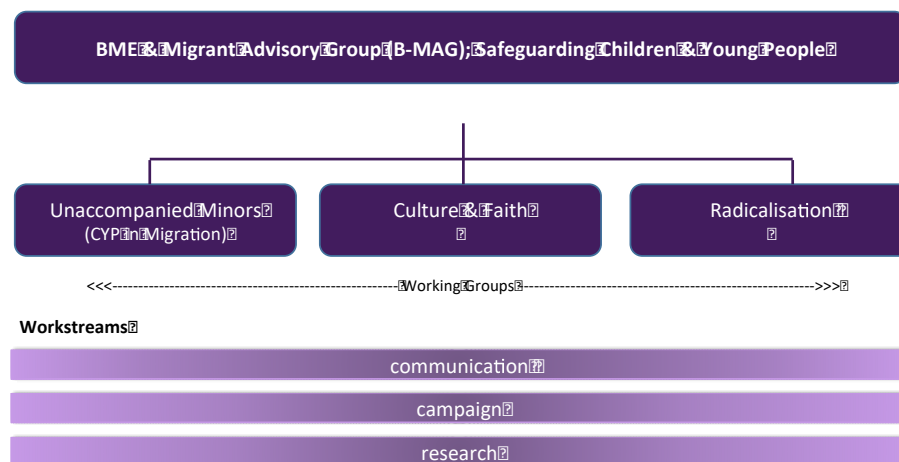 BME & Migrant Advisory Group (B-MAG); Safeguarding Children & Young People
Unaccompanied Minors
(CYP in Migration)
Culture & Faith
Radicalisation
<<<--------------------------------------------------------Working Groups----------------------------------------------------------->>>
Workstreams
communication
campaign
research